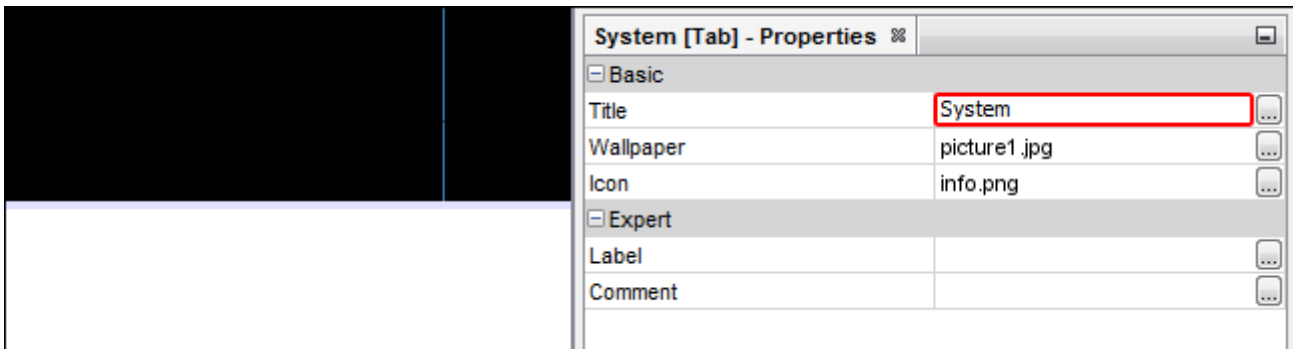 System [Tab] - Properties
Basic
Title System ...
Wallpaper picture1.jpg ...
Icon info.png ...
Expert
Label ...
Comment ...